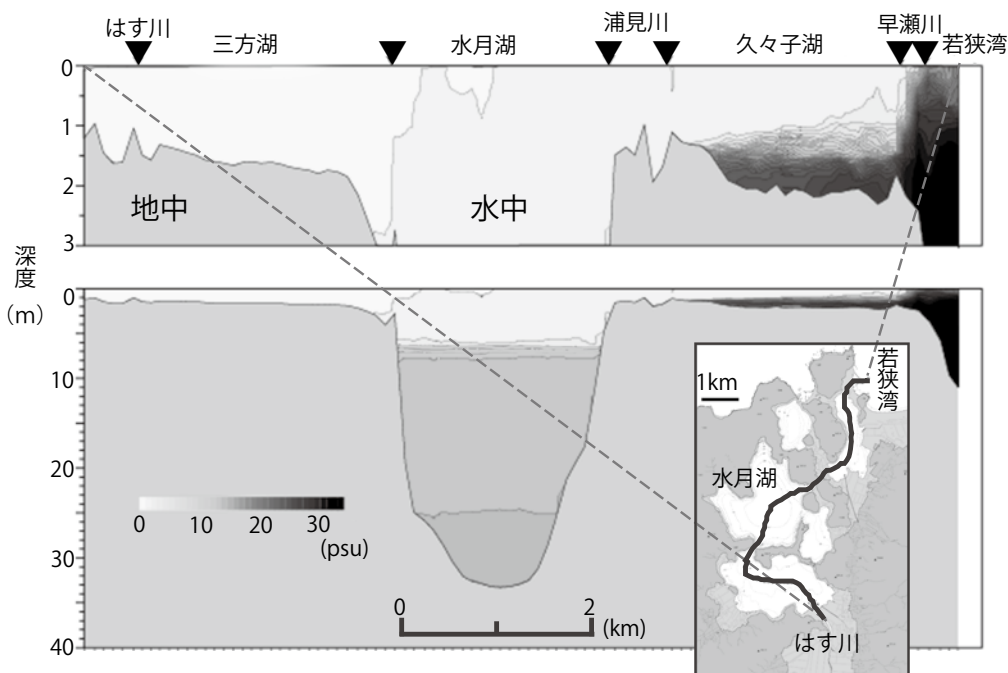 はす川 三方湖 水月湖 浦見川 久々子湖 早瀬川 若狭湾
0
1
地中 水中
2
3
深度
(m)
0
10
20
30
40
0 10 20 30
(psu)
0 2
(km)
1km
若狭湾
水月湖
はす川